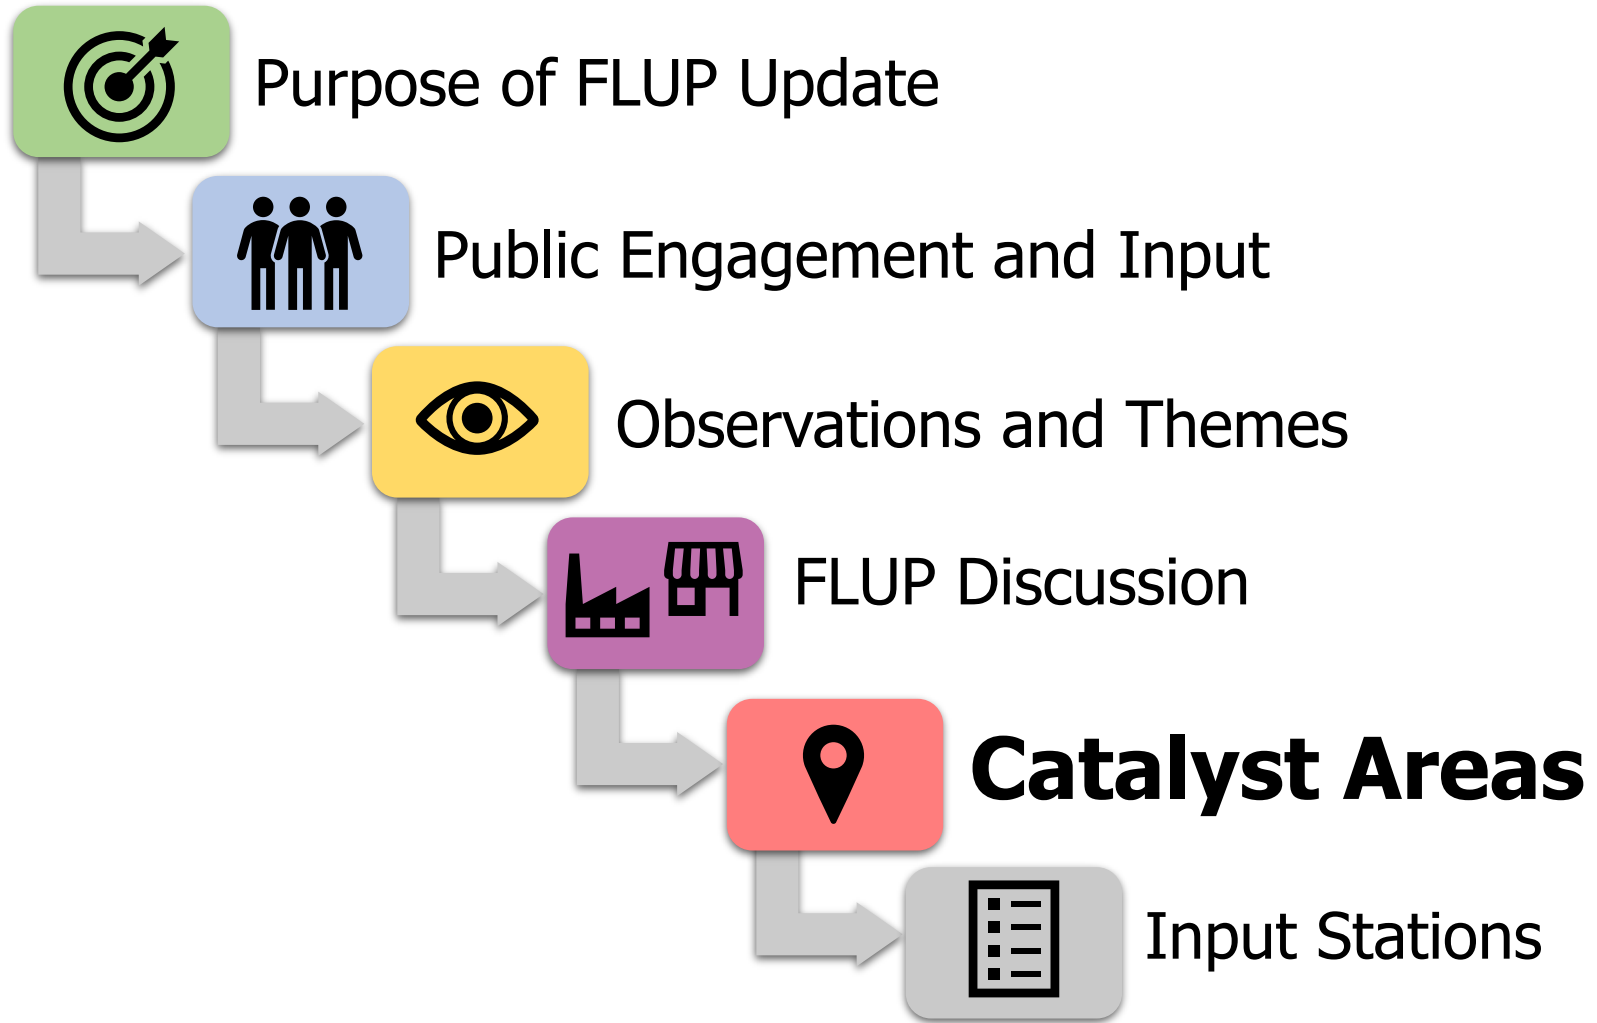 Purpose of FLUP Update
Public Engagement and Input
Observations and Themes
FLUP Discussion
Catalyst Areas
Input Stations